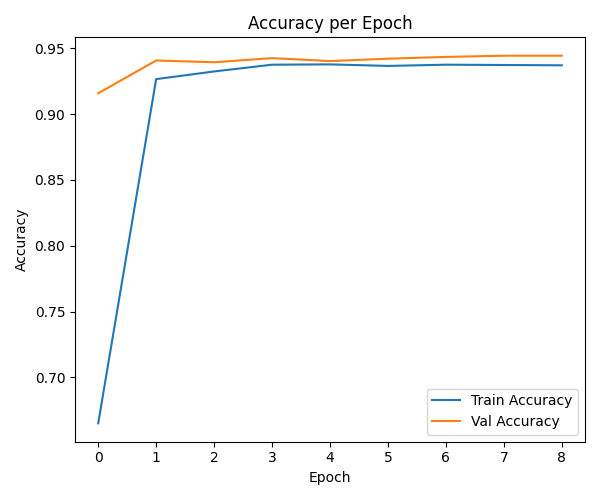 Accuracy per Epoch
0.95
0.90
0.85
0.80
0.75
0.70
Accuracy
0 1 2 3 4 5 6 7 8
Epoch
Train Accuracy
Val Accuracy